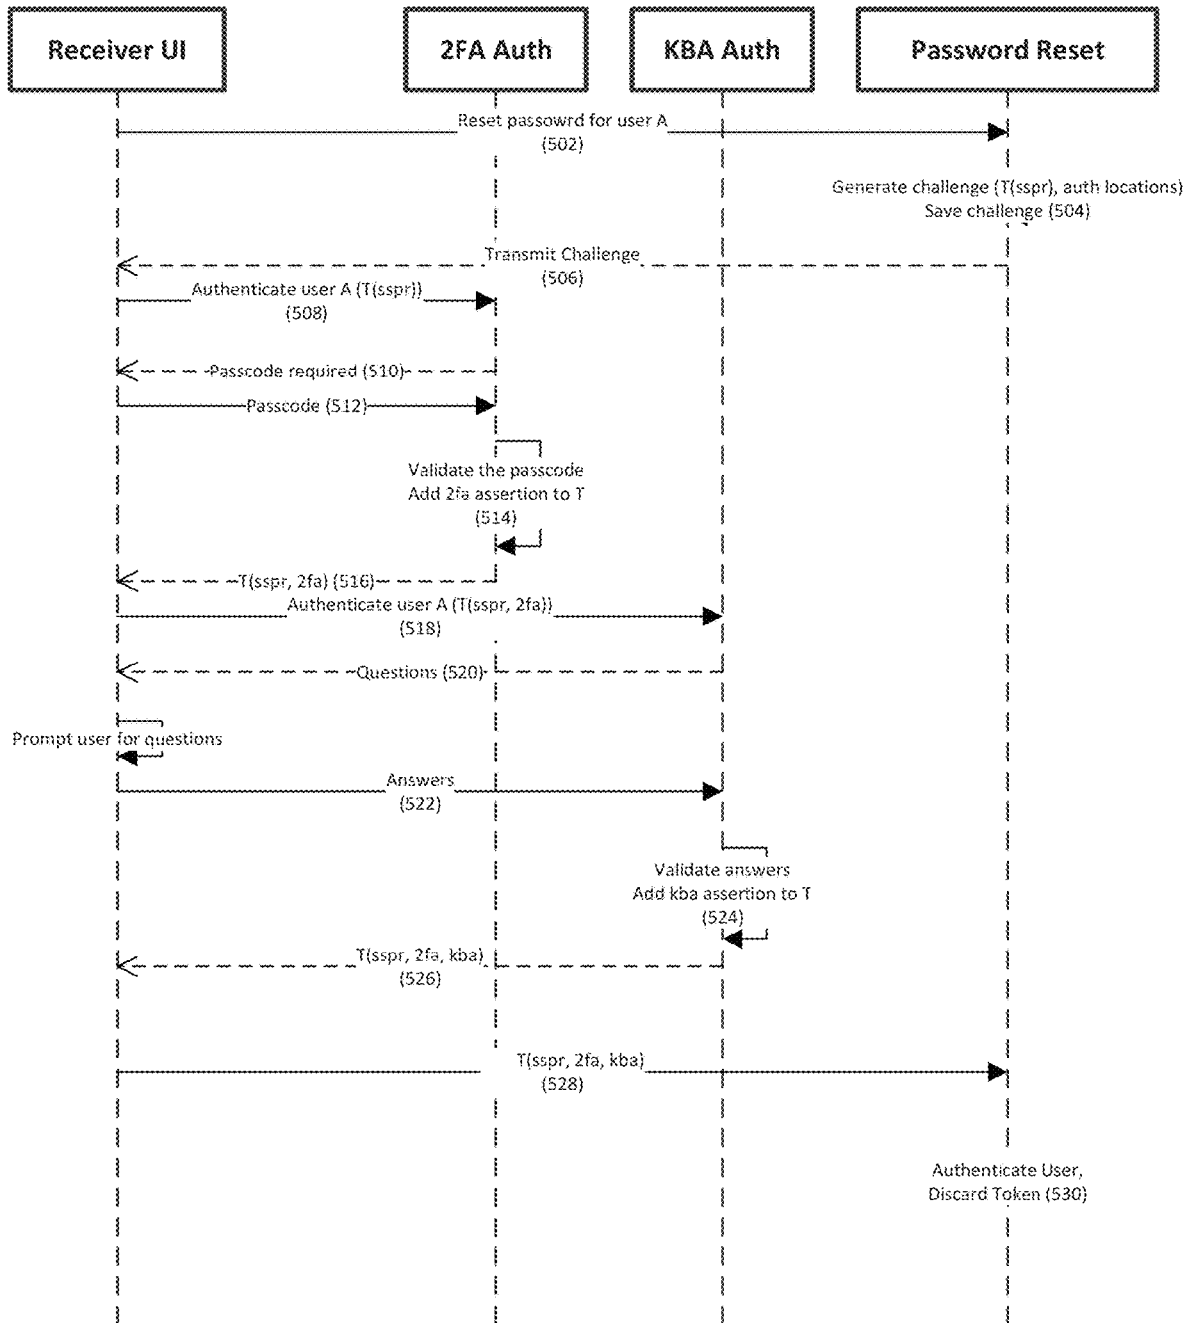 Receiver UI
2FA Auth
KBA Auth
Password Reset
Reset passowrd for user A
(502)
Generate challenge (T(sspr), auth locations)
Save challenge (504)
Transmit Challenge
(506)
Authenticate user A (T(sspr))
(508)
Passcode required (510)
Passcode (512)
Validate the passcode
Add 2fa assertion to T
(514)
T(sspr, 2fa) (516)
Authenticate user A (T(sspr, 2fa))
(518)
Questions (520)
Prompt user for questions
Answers
(522)
Validate answers
Add kba assertion to T
(524)
T(sspr, 2fa, kba)
(526)
T(sspr, 2fa, kba)
(528)
Authenticate User,
Discard Token (530)